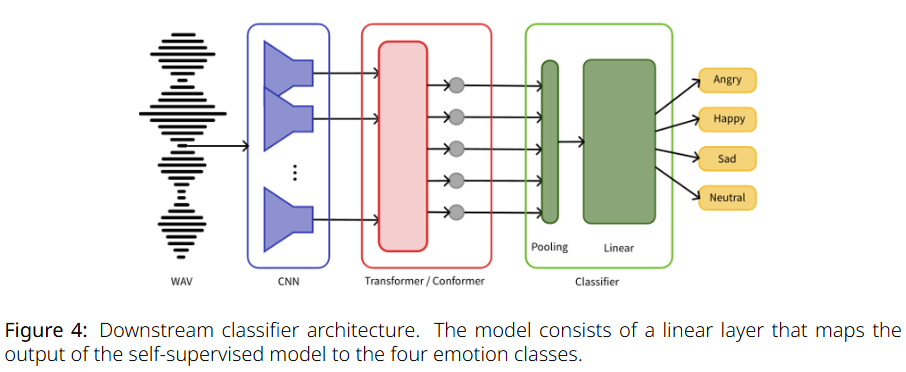 Angry
Happy
Sad
Neutral
Pooling
Linear
WAV
CNN
Transformer / Conformer
Classifier
Figure 4: Downstream classifier architecture. The model consists of a linear layer that maps the
output of the self-supervised model to the four emotion classes.